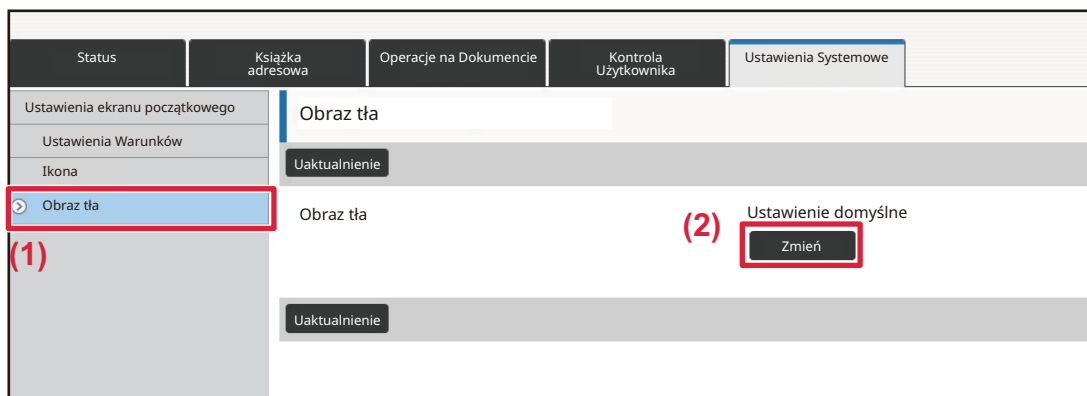 Status
Książka
adresowa
Operacje na Dokumencie
Kontrola
Użytkownika
Ustawienia Systemowe
Ustawienia ekranu początkowego
Ustawienia Warunków
Ikona
Obraz tła
(1)
Obraz tła
Uaktualnienie
Obraz tła
(2)
Ustawienie domyślne
Zmień
Uaktualnienie